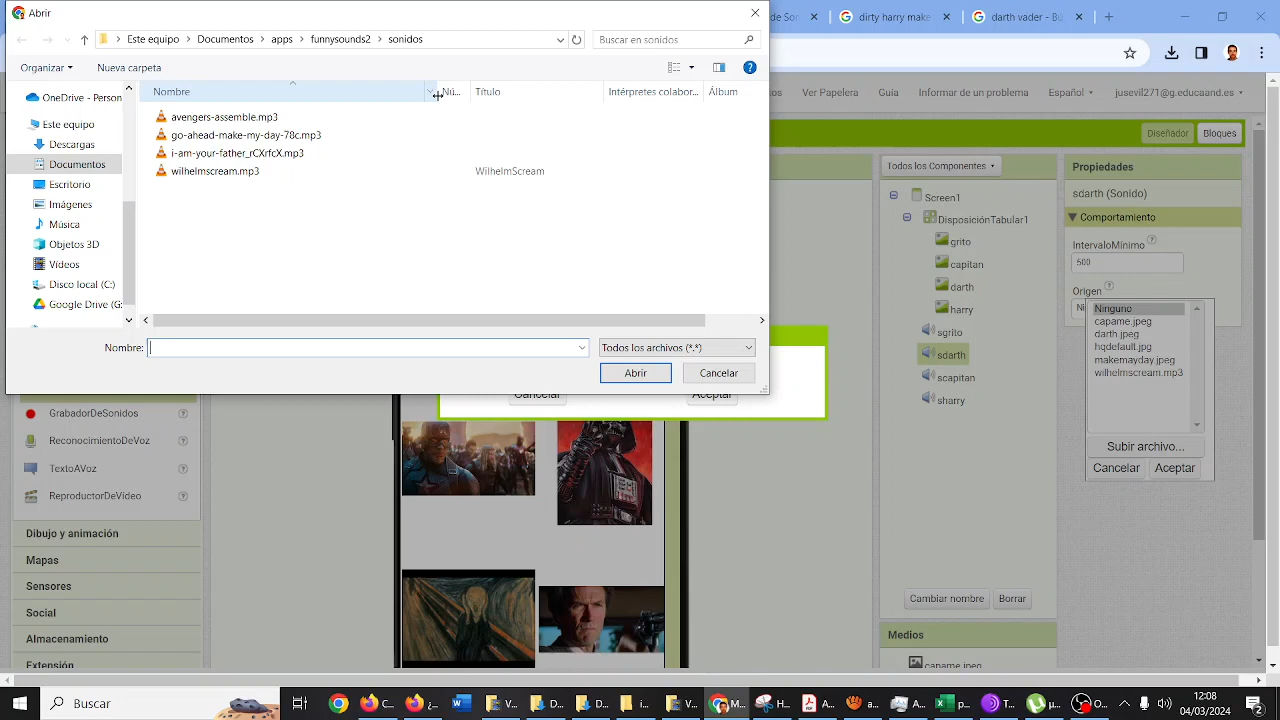 Abrir
de Son
dirty harry mak
darth vader - Bú
Este equipo
Documentos
apps
funnysounds2
sonidos
Buscar en sonidos
Organizar
Nueva carpeta
Nombre
Nú...
Título
Intérpretes colabor...
Álbum
OneDrive - Person
Este equipo
Descargas
Documentos
Escritorio
Imágenes
Música
Objetos 3D
Vídeos
Disco local (C:)
Google Drive (G:
avengers-assemble.mp3
go-ahead-make-my-day-78c.mp3
i-am-your-father_rCXrfcX.mp3
wilhelmscream.mp3
WilhelmScream
Nombre:
Todos los archivos (*.*)
Abrir
Cancelar
tos
Ver Papelera
Guía
Informar de un problema
Español
jusevil271@g.educaand.es
Diseñador
Bloques
Todos los Componentes
Screen1
DisposiciónTabular1
grito
capitan
darth
harry
sgrito
sdarth
scapitan
sharry
Cambiar nombre
Borrar
Medios
capame.jpeg
Propiedades
sdarth (Sonido)
Comportamiento
IntervaloMínimo
500
Origen
Ninguno
capame.jpeg
darth.jpeg
hqdefault.jpg
makemayday.jpeg
wilhelmscream.mp3
Subir archivo...
Cancelar
Aceptar
Cancelar
Aceptar
GrabadorDeSonidos
ReconocimientoDeVoz
TextoAVoz
ReproductorDeVídeo
Dibujo y animación
Mapas
Sensores
Social
Almacenamiento
Extensión
Buscar
12:08
04/03/2024